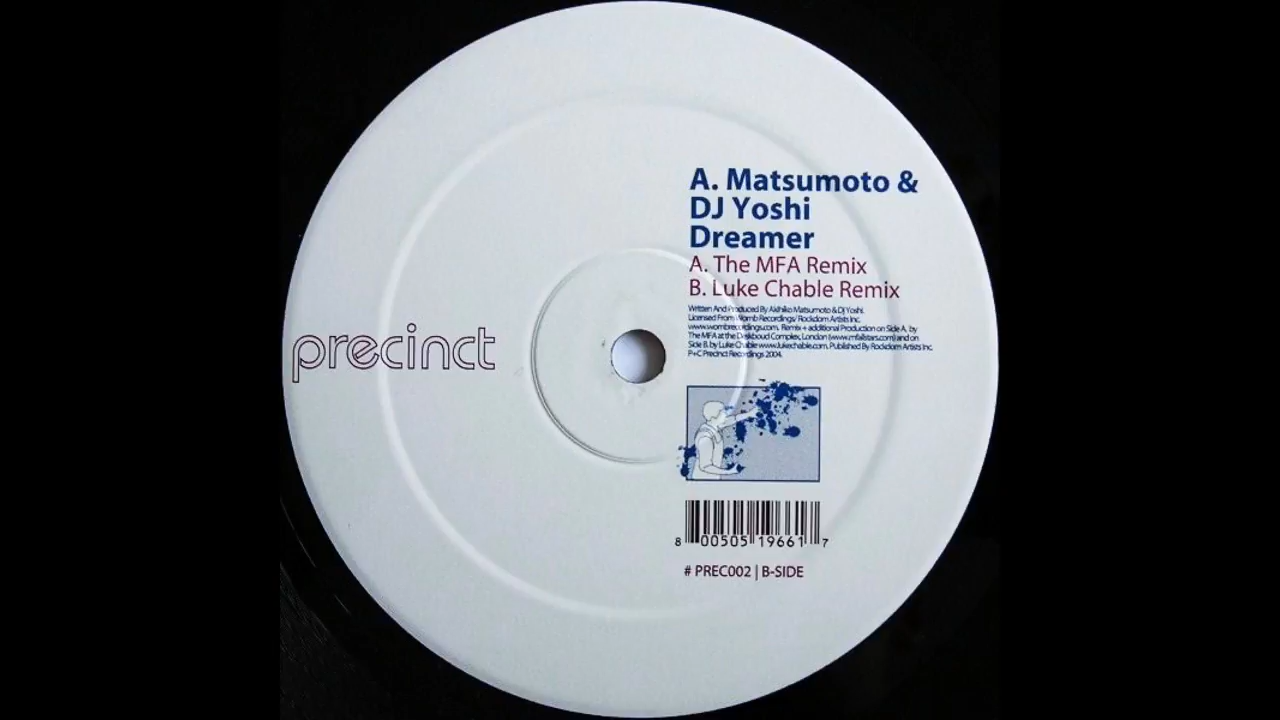 precinct
A. Matsumoto &
DJ Yoshi
Dreamer
A. The MFA Remix
B. Luke Chable Remix
Written And Produced By Akihiko Matsumoto & DJ Yoshi.
Licensed From Womb Recordings/ Rockdom Artists Inc.
www.wombrecordings.com. Remix + additional Production on Side A. by
The MFA at the Complex, London (www.mfallstars.com) and on
Side B. by Luke Chable www.lukechable.com. Published By Rockdom Artists Inc.
P+C Precinct Recordings 2004.
8 00505 19661 7
# PREC002 | B-SIDE